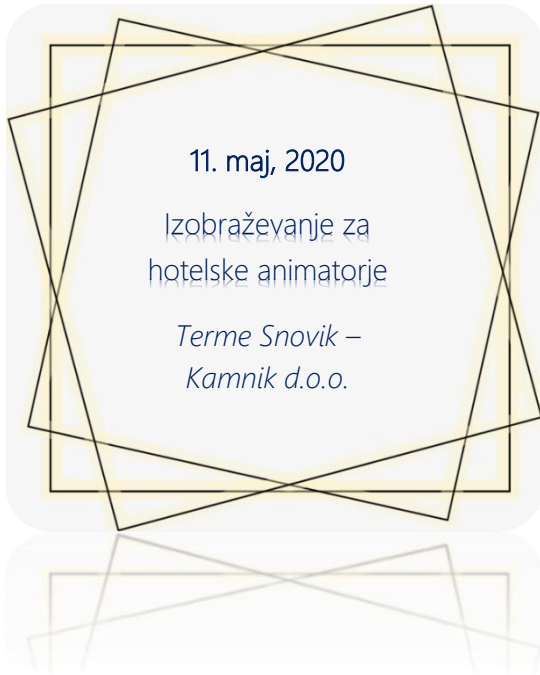 11. maj, 2020
Izobraževanje za
hotelske animatorje
Terme Snovik –
Kamnik d.o.o.